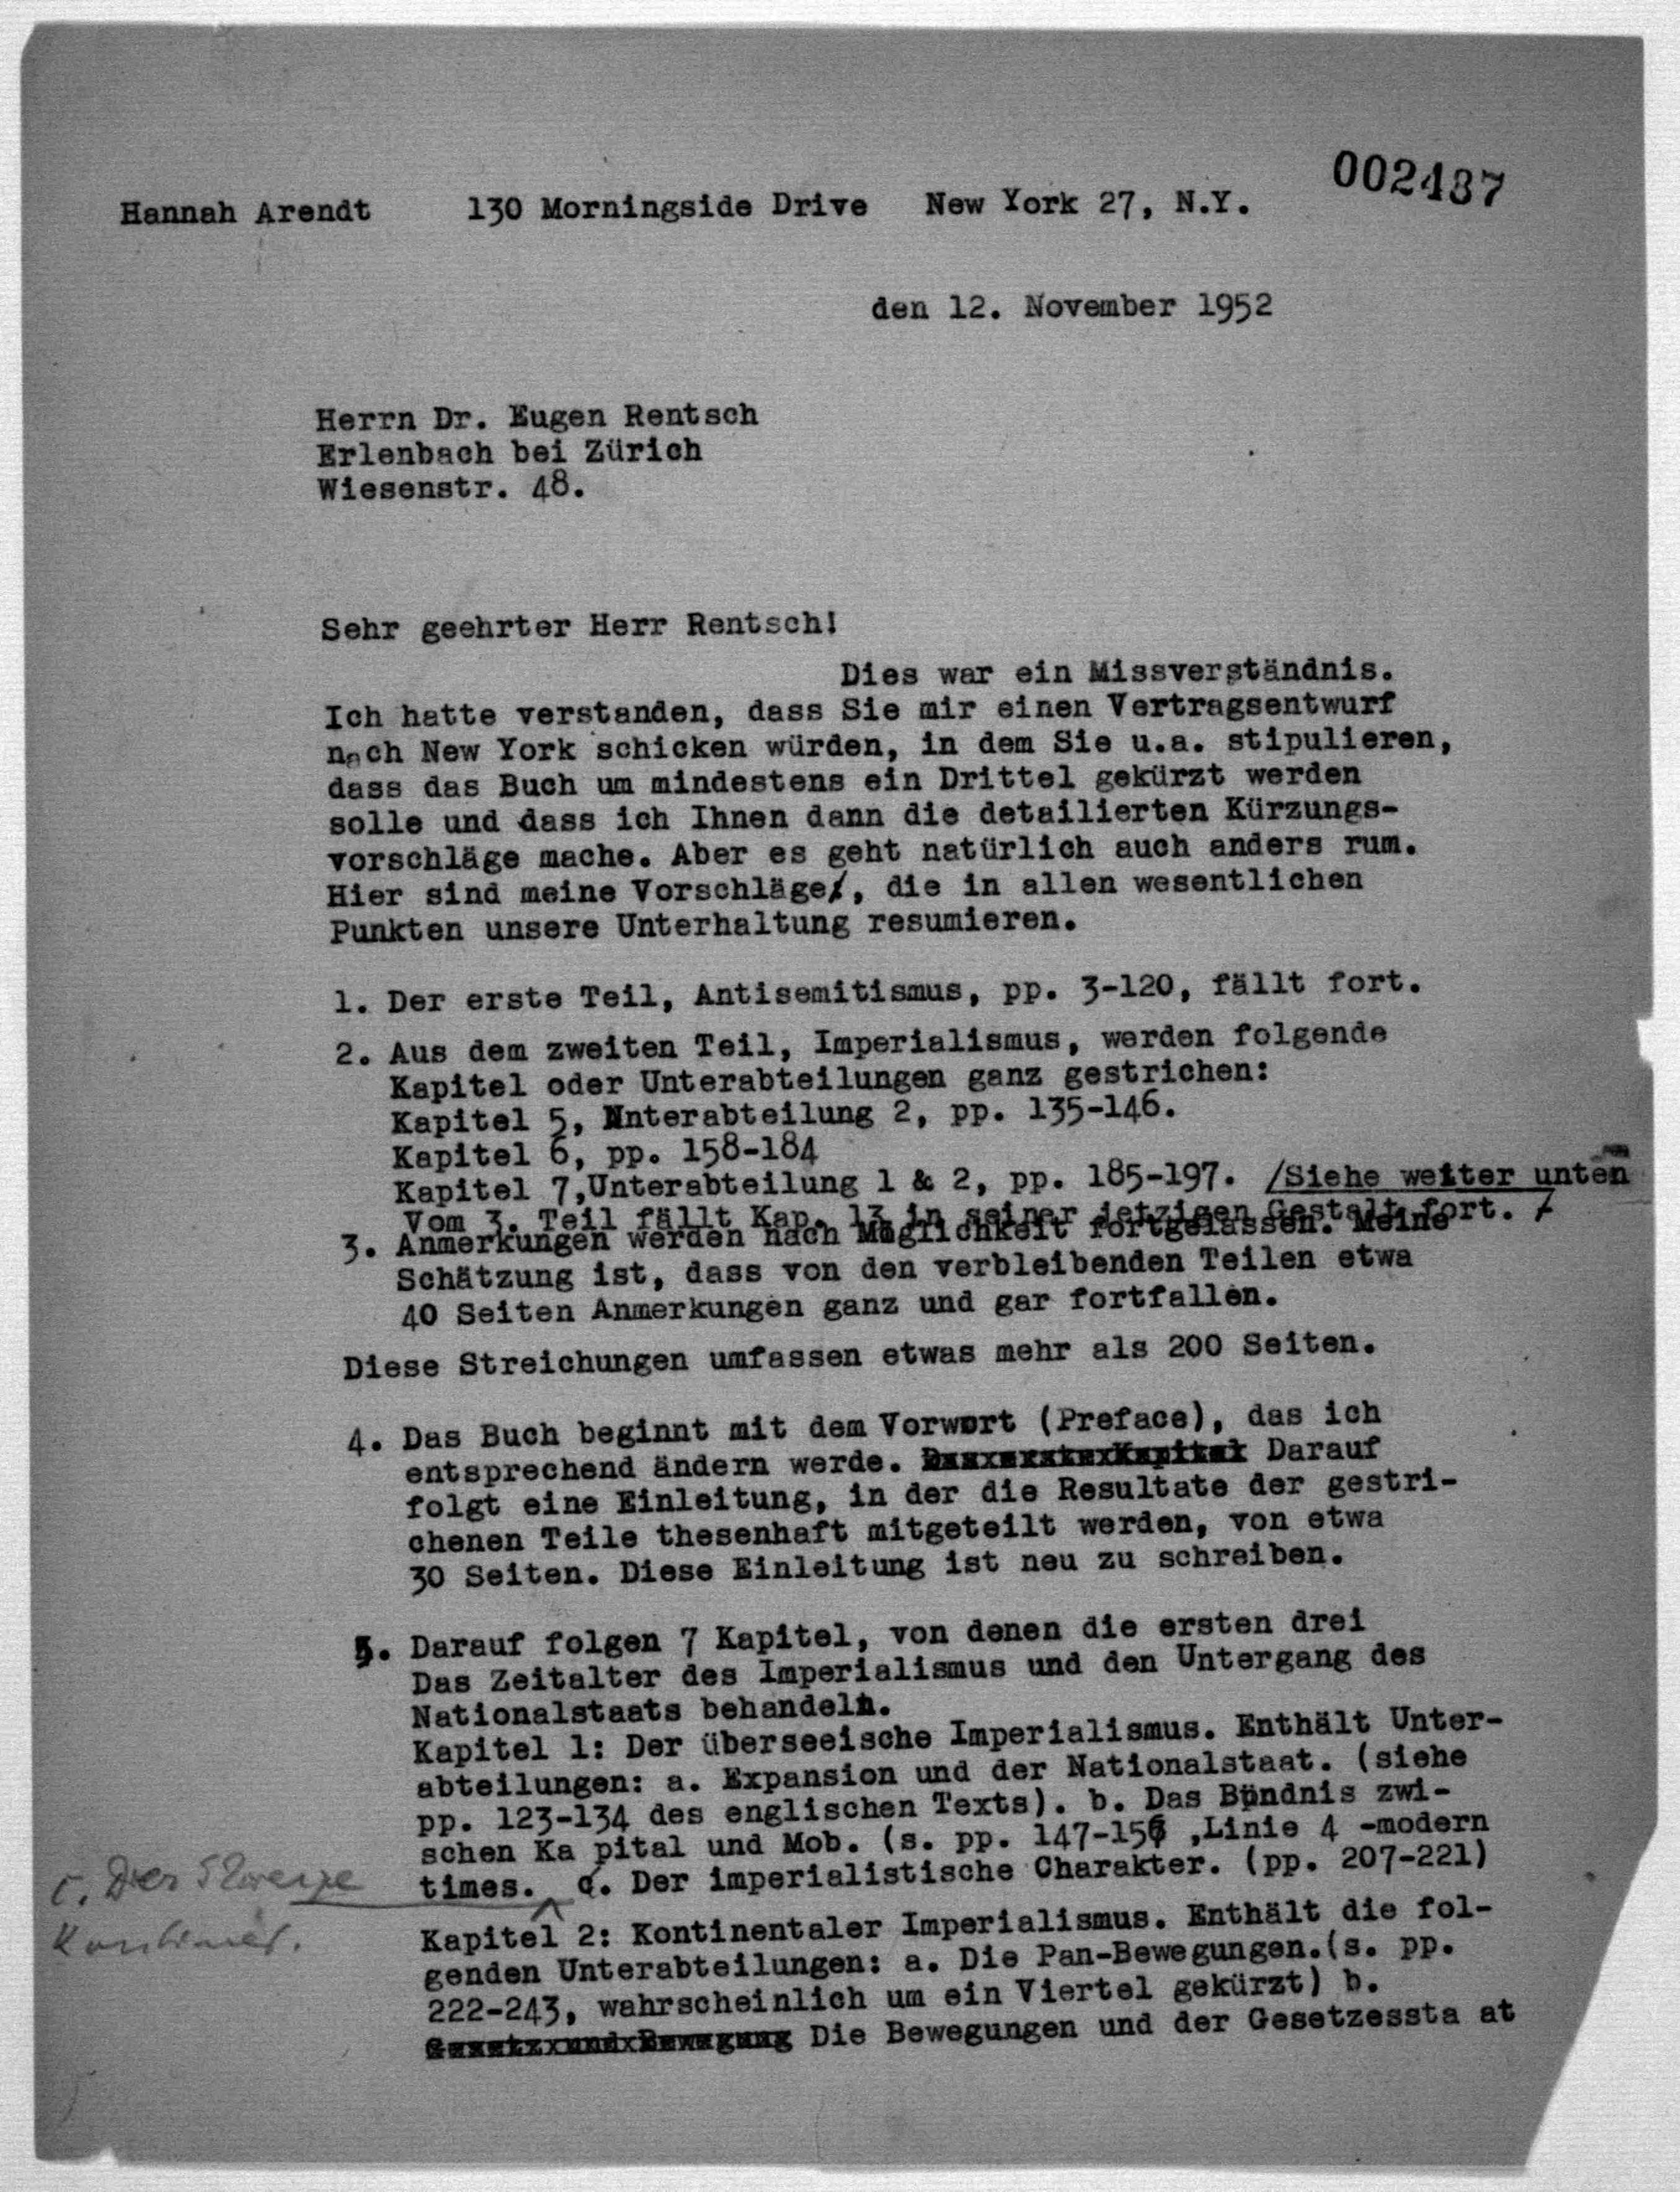 002437
Hannah Arendt 130 Morningside Drive New York 27, N.Y.
den 12. November 1952
Herrn Dr. Eugen Rentsch
Erlenbach bei Zürich
Wiesenstr. 48.
Sehr geehrter Herr Rentsch!
Dies war ein Missverständnis.
Ich hatte verstanden, dass Sie mir einen Vertragsentwurf
nach New York schicken würden, in dem Sie u.a. stipulieren,
dass das Buch um mindestens ein Drittel gekürzt werden
solle und dass ich Ihnen dann die detailierten Kürzungs-
vorschläge mache. Aber es geht natürlich auch anders rum.
Hier sind meine Vorschläge, die in allen wesentlichen
Punkten unsere Unterhaltung resumieren.
1. Der erste Teil, Antisemitismus, pp. 3-120, fällt fort.
2. Aus dem zweiten Teil, Imperialismus, werden folgende
Kapitel oder Unterabteilungen ganz gestrichen:
Kapitel 5, Unterabteilung 2, pp. 135-146.
Kapitel 6, pp. 158-184
Kapitel 7,Unterabteilung 1 & 2, pp. 185-197. /Siehe weiter unten
Vom 3. Teil fällt Kap. 13 in seiner jetzigen Gestalt fort. /
3. Anmerkungen werden nach Möglichkeit fortgelassen. Meine
Schätzung ist, dass von den verbleibenden Teilen etwa
40 Seiten Anmerkungen ganz und gar fortfallen.
Diese Streichungen umfassen etwas mehr als 200 Seiten.
4. Das Buch beginnt mit dem Vorwort (Preface), das ich
entsprechend ändern werde. Darauf
folgt eine Einleitung, in der die Resultate der gestri-
chenen Teile thesenhaft mitgeteilt werden, von etwa
30 Seiten. Diese Einleitung ist neu zu schreiben.
5. Darauf folgen 7 Kapitel, von denen die ersten drei
Das Zeitalter des Imperialismus und den Untergang des
Nationalstaats behandeln.
Kapitel 1: Der überseeische Imperialismus. Enthält Unter-
abteilungen: a. Expansion und der Nationalstaat. (siehe
pp. 123-134 des englischen Texts). b. Das Bündnis zwi-
schen Ka pital und Mob. (s. pp. 147-156 ,Linie 4 -modern
times. d. Der imperialistische Charakter. (pp. 207-221)
c. Der Schwarze
Kontinent.
Kapitel 2: Kontinentaler Imperialismus. Enthält die fol-
genden Unterabteilungen: a. Die Pan-Bewegungen.(s. pp.
222-243, wahrscheinlich um ein Viertel gekürzt) b.
Die Bewegungen und der Gesetzessta at